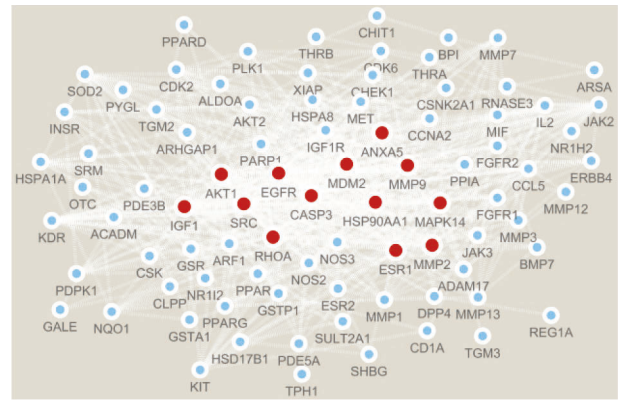 CHIT1
PPARD
THRB
BPI
MMP7
PLK1
CDK6
THRA
SOD2
CDK2
XIAP
CHEK1
ARSA
PYGL
ALDOA
CSNK2A1
RNASE3
TGM2
AKT2
HSPA8
MET
IL2
JAK2
INSR
CCNA2
MIF
ARHGAP1
IGF1R
ANXA5
NR1H2
PARP1
FGFR2
HSPA1A
SRM
MDM2
MMP9
PPIA
CCL5
ERBB4
AKT1
EGFR
OTC
PDE3B
MMP12
IGF1
SRC
CASP3
HSP90AA1
MAPK14
FGFR1
KDR
ACADM
MMP3
RHOA
JAK3
CSK
GSR
ARF1
NOS3
ESR1
MMP2
BMP7
NOS2
ADAM17
PDPK1
CLPP
NR1I2
PPAR
GSTP1
ESR2
MMP1
DPP4
MMP13
GALE
NQO1
PPARG
GSTA1
SULT2A1
REG1A
HSD17B1
PDE5A
CD1A
TGM3
SHBG
KIT
TPH1